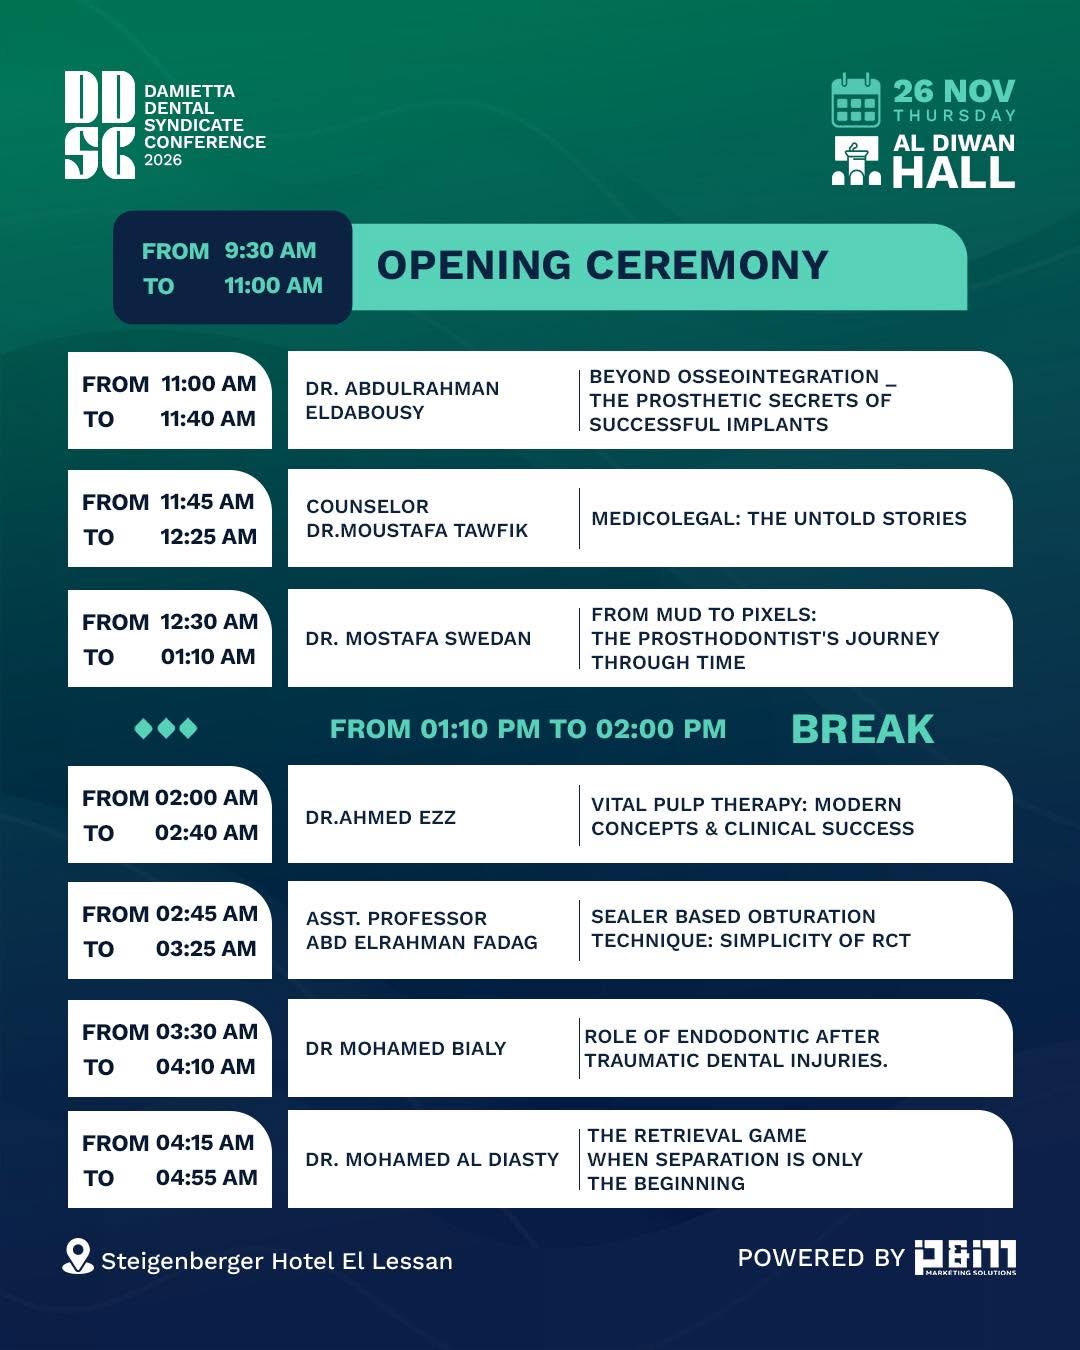 DDSC
DAMIETTA
DENTAL
SYNDICATE
CONFERENCE
2026
26 NOV
THURSDAY
AL DIWAN
HALL
FROM 9:30 AM
TO 11:00 AM
OPENING CEREMONY
FROM 11:00 AM
TO 11:40 AM
DR. ABDULRAHMAN
ELDABOUSY
BEYOND OSSEOINTEGRATION _
THE PROSTHETIC SECRETS OF
SUCCESSFUL IMPLANTS
FROM 11:45 AM
TO 12:25 AM
COUNSELOR
DR.MOUSTAFA TAWFIK
MEDICOLEGAL: THE UNTOLD STORIES
FROM 12:30 AM
TO 01:10 AM
DR. MOSTAFA SWEDAN
FROM MUD TO PIXELS:
THE PROSTHODONTIST'S JOURNEY
THROUGH TIME
FROM 01:10 PM TO 02:00 PM BREAK
FROM 02:00 AM
TO 02:40 AM
DR.AHMED EZZ
VITAL PULP THERAPY: MODERN
CONCEPTS & CLINICAL SUCCESS
FROM 02:45 AM
TO 03:25 AM
ASST. PROFESSOR
ABD ELRAHMAN FADAG
SEALER BASED OBTURATION
TECHNIQUE: SIMPLICITY OF RCT
FROM 03:30 AM
TO 04:10 AM
DR MOHAMED BIALY
ROLE OF ENDODONTIC AFTER
TRAUMATIC DENTAL INJURIES.
FROM 04:15 AM
TO 04:55 AM
DR. MOHAMED AL DIASTY
THE RETRIEVAL GAME
WHEN SEPARATION IS ONLY
THE BEGINNING
Steigenberger Hotel El Lessan
POWERED BY p&m
MARKETING SOLUTIONS